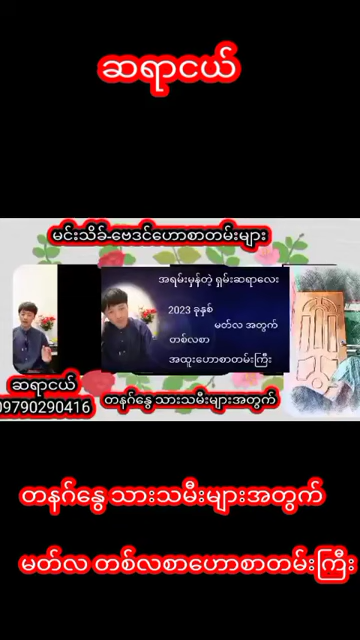 ဆရာငယ်
မင်းသိခ်-ဗေဒင်ဟောစာတမ်းများ
အရမ်းမှန်တဲ့ ရှမ်းဆရာလေး
2023 ခုနှစ်
မတ်လ အတွက်
တစ်လစာ
အထူးဟောစာတမ်းကြီး
ဆရာငယ်
09790290416
တနင်္ဂနွေ သားသမီးများအတွက်
တနင်္ဂနွေ သားသမီးများအတွက်
မတ်လ တစ်လစာဟောစာတမ်းကြီး